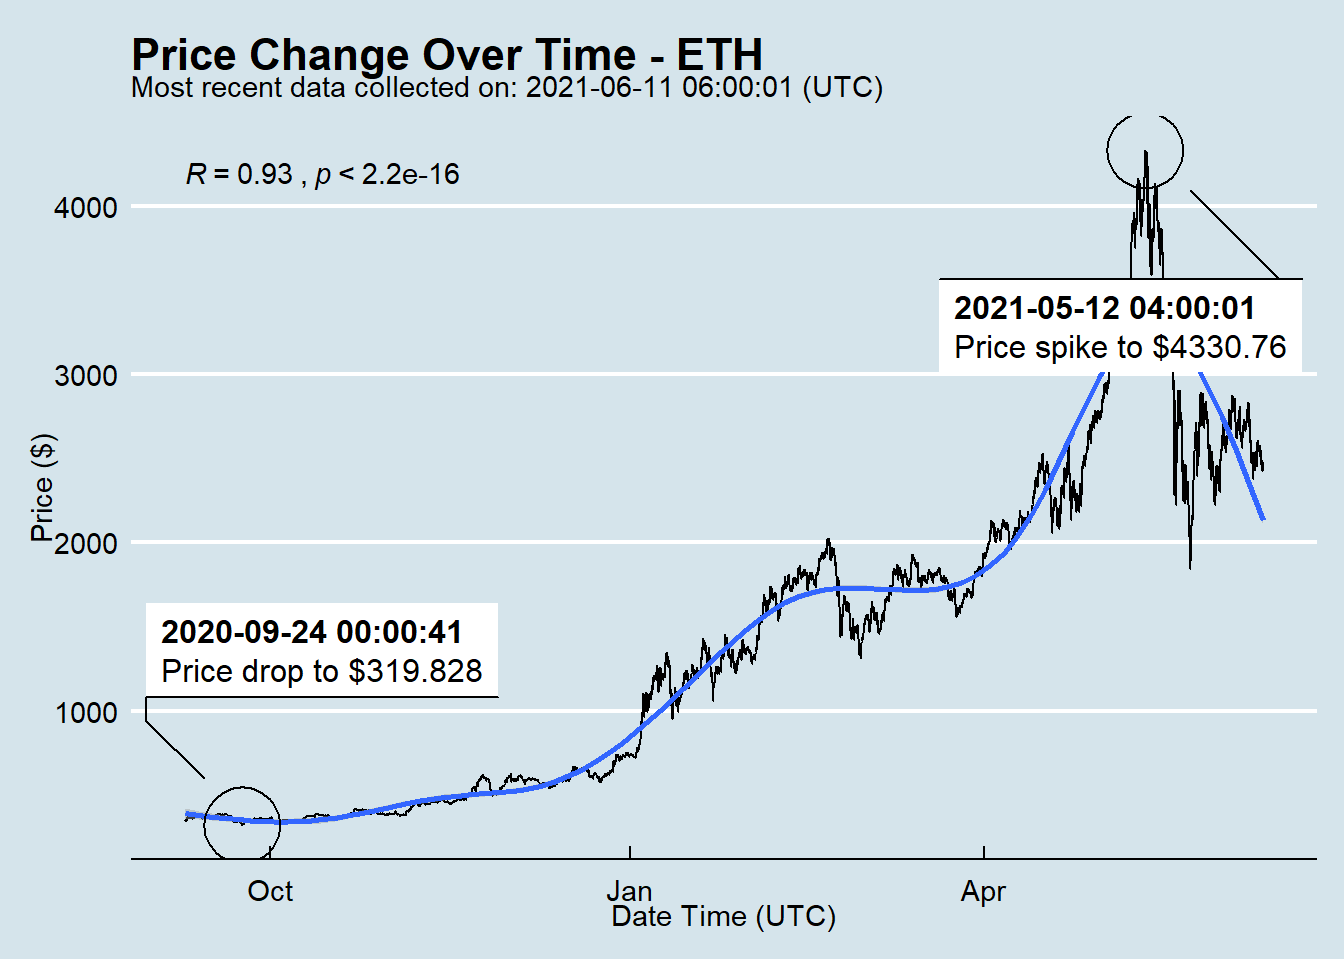 Price Change Over Time - ETH
Most recent data collected on: 2021-06-11 06:00:01 (UTC)
R = 0.93 , p < 2.2e-16
4000
3000
2000
1000
Price ($)
2021-05-12 04:00:01
Price spike to $4330.76
2020-09-24 00:00:41
Price drop to $319.828
Oct
Jan
Apr
Date Time (UTC)